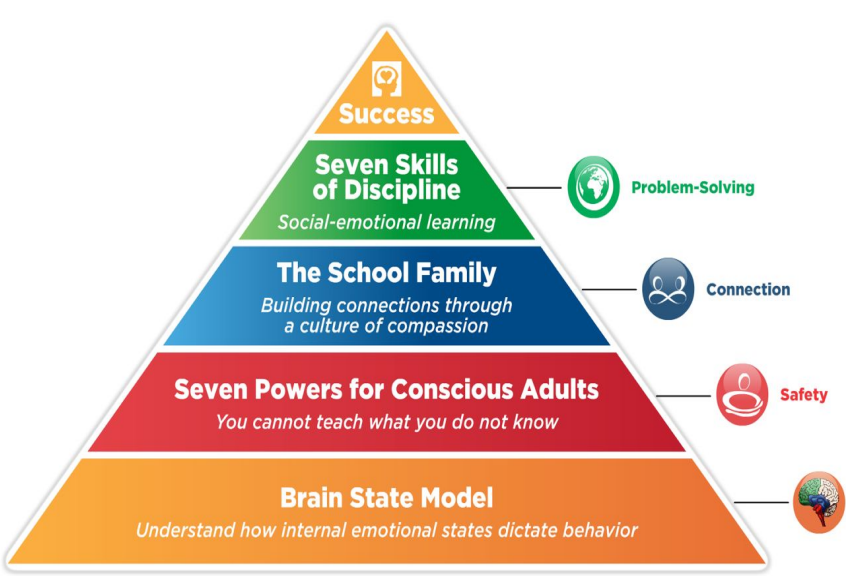 Success
Seven Skills
of Discipline
Social-emotional learning
Problem-Solving
The School Family
Building connections through
a culture of compassion
Connection
Seven Powers for Conscious Adults
You cannot teach what you do not know
Safety
Brain State Model
Understand how internal emotional states dictate behavior